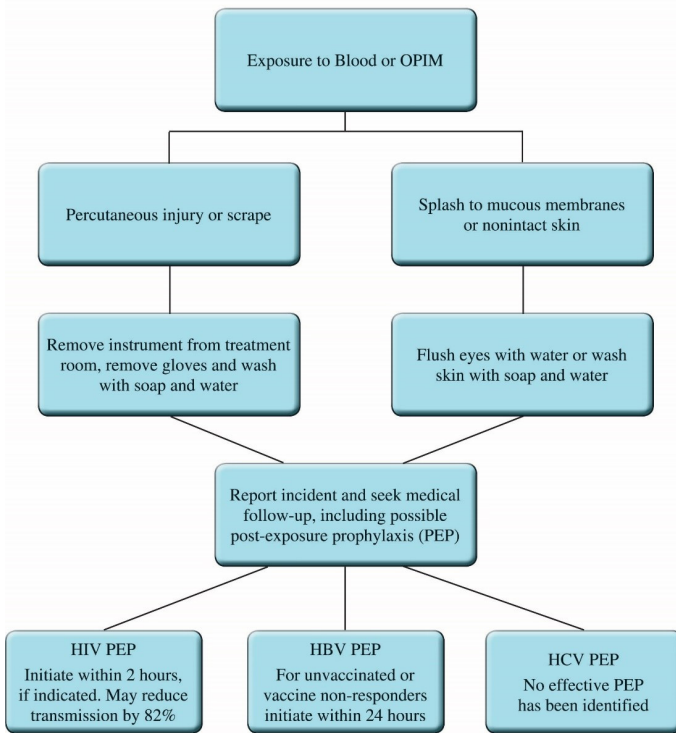 Exposure to Blood or OPIM
Percutaneous injury or scrape
Splash to mucous membranes
or nonintact skin
Remove instrument from treatment
room, remove gloves and wash
with soap and water
Flush eyes with water or wash
skin with soap and water
Report incident and seek medical
follow-up, including possible
post-exposure prophylaxis (PEP)
HIV PEP
Initiate within 2 hours,
if indicated. May reduce
transmission by 82%
HBV PEP
For unvaccinated or
vaccine non-responders
initiate within 24 hours
HCV PEP
No effective PEP
has been identified